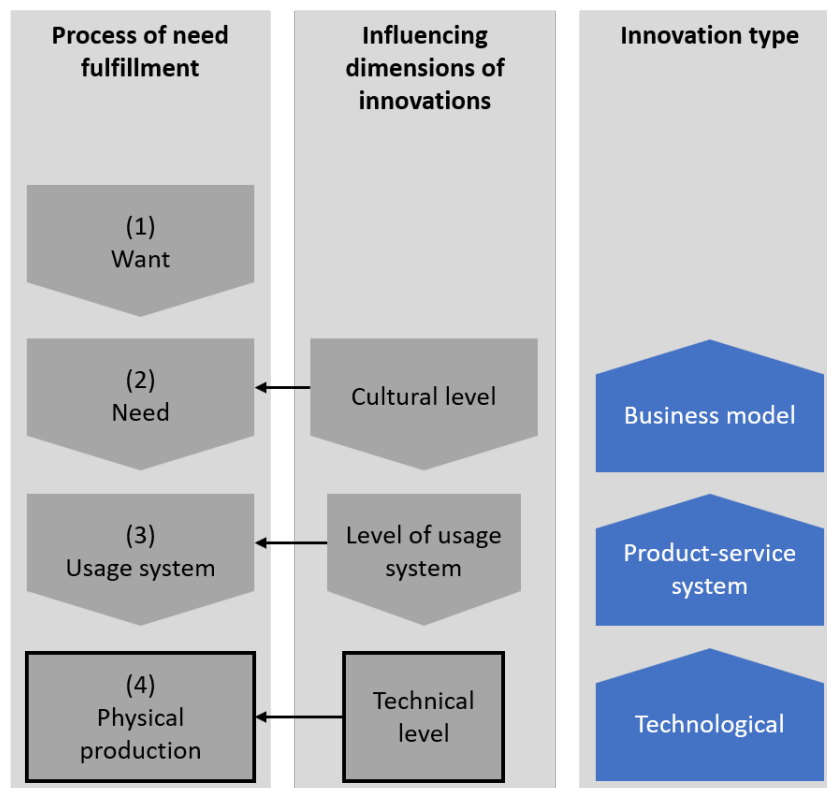 Process of need
fulfillment
Influencing
dimensions of
innovations
Innovation type
(1)
Want
(2)
Need
Cultural level
Business model
(3)
Usage system
Level of usage
system
Product-service
system
(4)
Physical
production
Technical
level
Technological